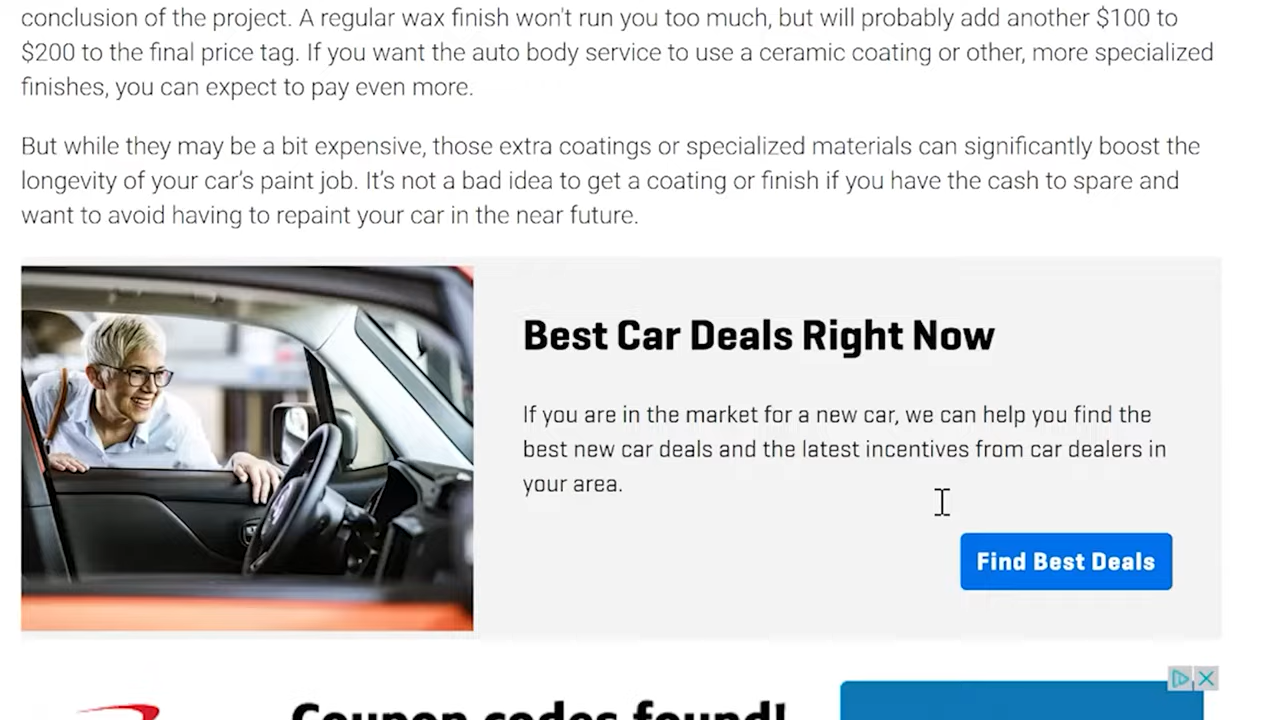 conclusion of the project. A regular wax finish won't run you too much, but will probably add another $100 to
$200 to the final price tag. If you want the auto body service to use a ceramic coating or other, more specialized
finishes, you can expect to pay even more.
But while they may be a bit expensive, those extra coatings or specialized materials can significantly boost the
longevity of your car’s paint job. It’s not a bad idea to get a coating or finish if you have the cash to spare and
want to avoid having to repaint your car in the near future.
Best Car Deals Right Now
If you are in the market for a new car, we can help you find the
best new car deals and the latest incentives from car dealers in
your area.
Find Best Deals
Coupon codes found!